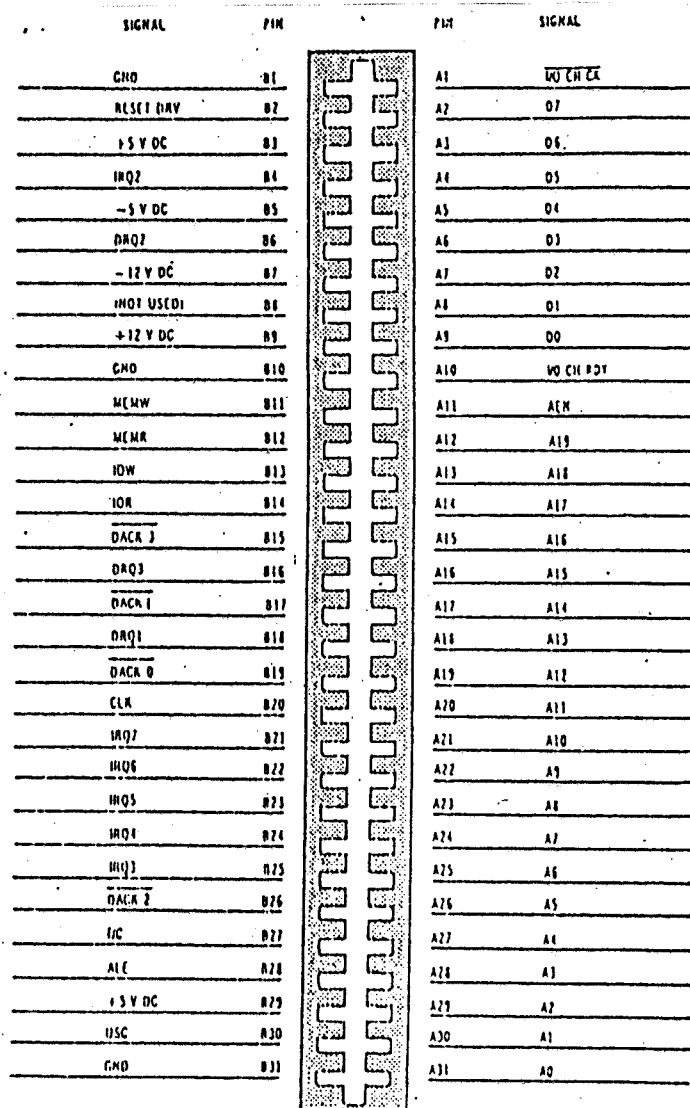 SIGNAL PIN PIN SIGNAL
GND B1 A1 I/O CH CK
RESET DRV B2 A2 D7
+5 V DC B3 A3 D6
IRQ2 B4 A4 D5
−5 V DC B5 A5 D4
DRQ2 B6 A6 D3
−12 V DC B7 A7 D2
(NOT USED) B8 A8 D1
+12 V DC B9 A9 D0
GND B10 A10 I/O CH RDY
MEMW B11 A11 AEN
MEMR B12 A12 A19
IOW B13 A13 A18
IOR B14 A14 A17
DACK 3 B15 A15 A16
DRQ3 B16 A16 A15
DACK 1 B17 A17 A14
DRQ1 B18 A18 A13
DACK 0 B19 A19 A12
CLK B20 A20 A11
IRQ7 B21 A21 A10
IRQ6 B22 A22 A9
IRQ5 B23 A23 A8
IRQ4 B24 A24 A7
IRQ3 B25 A25 A6
DACK 2 B26 A26 A5
T/C B27 A27 A4
ALE B28 A28 A3
+5 V DC B29 A29 A2
OSC B30 A30 A1
GND B31 A31 A0